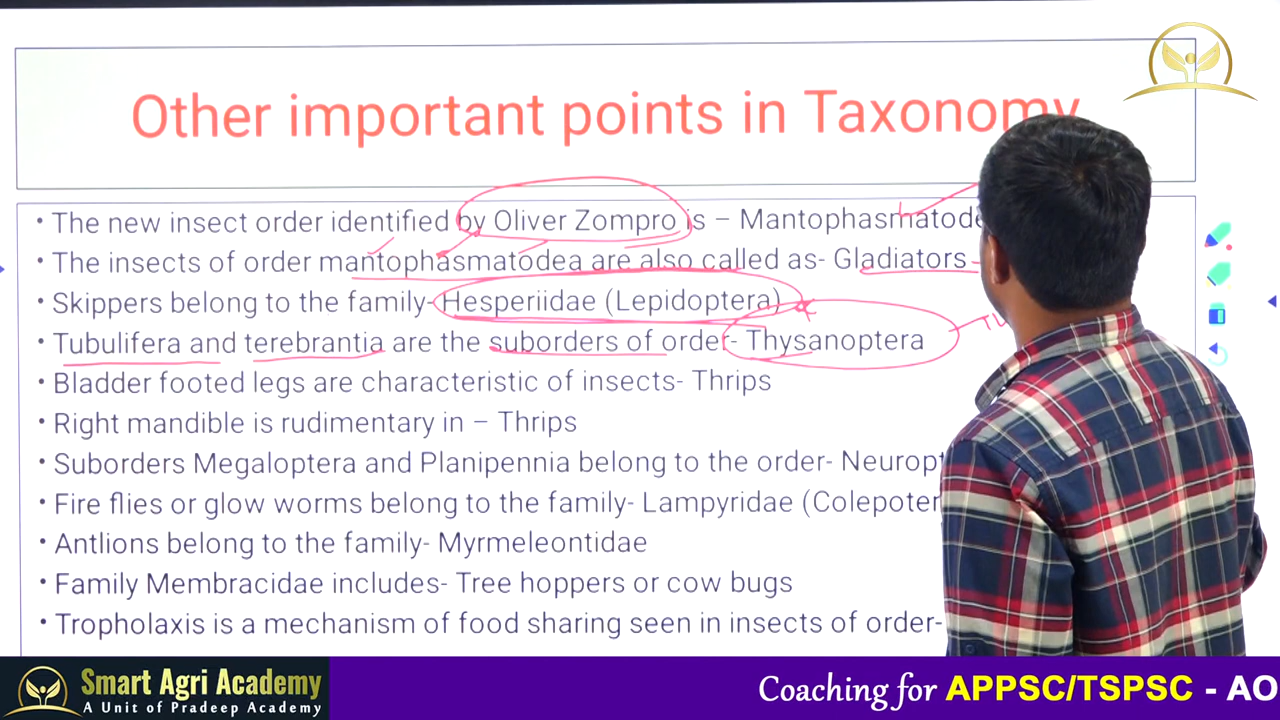 Other important points in Taxonomy
• The new insect order identified by Oliver Zompro is – Mantophasmatode
• The insects of order mantophasmatodea are also called as- Gladiators
• Skippers belong to the family- Hesperiidae (Lepidoptera)
• Tubulifera and terebrantia are the suborders of order- Thysanoptera
• Bladder footed legs are characteristic of insects- Thrips
• Right mandible is rudimentary in – Thrips
• Suborders Megaloptera and Planipennia belong to the order- Neuropt
• Fire flies or glow worms belong to the family- Lampyridae (Colepoter
• Antlions belong to the family- Myrmeleontidae
• Family Membracidae includes- Tree hoppers or cow bugs
• Tropholaxis is a mechanism of food sharing seen in insects of order-
Smart Agri Academy
A Unit of Pradeep Academy
Coaching for APPSC/TSPSC - AO